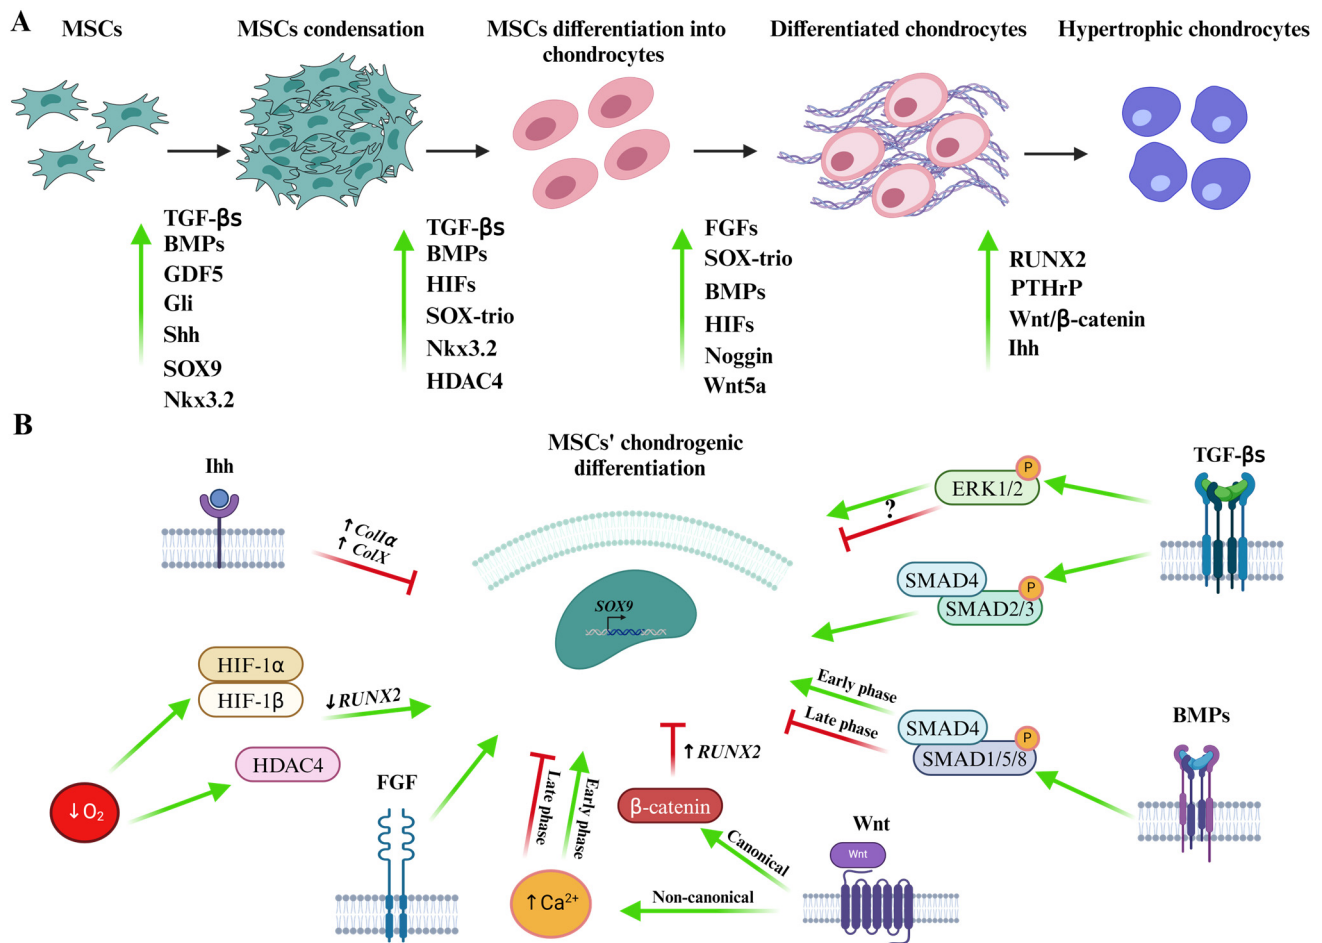 A
MSCs
MSCs condensation
MSCs differentiation into
chondrocytes
Differentiated chondrocytes
Hypertrophic chondrocytes
TGF-βs
BMPs
GDF5
Gli
Shh
SOX9
Nkx3.2
TGF-βs
BMPs
HIFs
SOX-trio
Nkx3.2
HDAC4
FGFs
SOX-trio
BMPs
HIFs
Noggin
Wnt5a
RUNX2
PTHrP
Wnt/β-catenin
Ihh
B
MSCs' chondrogenic
differentiation
Ihh
↑ ColIα
↑ ColX
SOX9
ERK1/2
P
?
TGF-βs
SMAD4
P
SMAD2/3
HIF-1α
HIF-1β
↓RUNX2
HDAC4
↓O₂
FGF
Late phase
Early phase
↑Ca²⁺
↑ RUNX2
β-catenin
Canonical
Non-canonical
Wnt
Wnt
Early phase
Late phase
SMAD4
P
SMAD1/5/8
BMPs